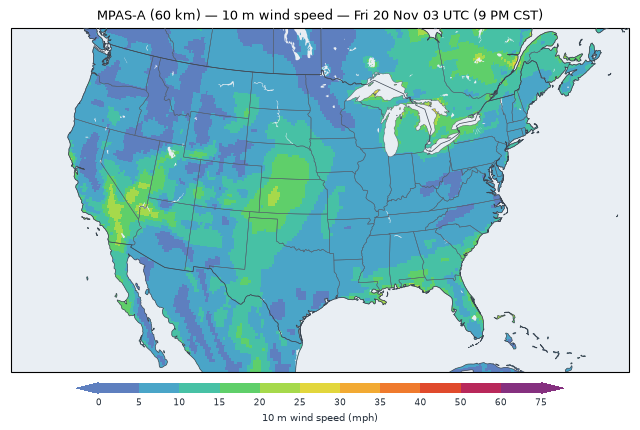 MPAS-A (60 km) — 10 m wind speed — Fri 20 Nov 03 UTC (9 PM CST)
0 5 10 15 20 25 30 35 40 50 60 75
10 m wind speed (mph)